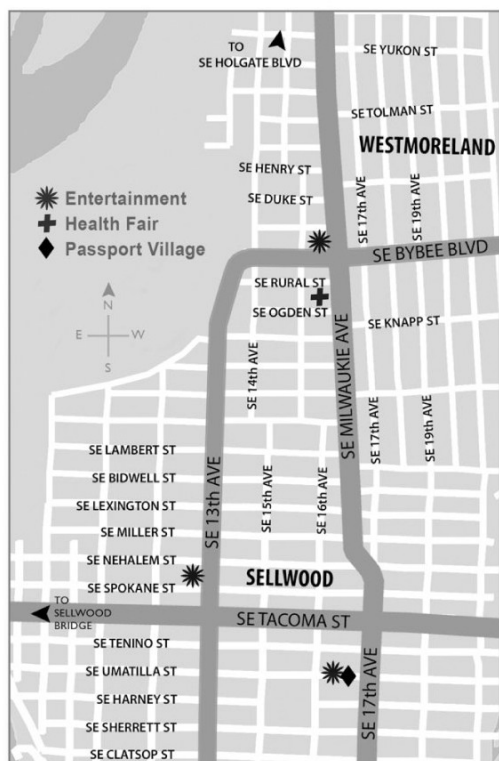 TO
SE HOLGATE BLVD
SE YUKON ST
SE TOLMAN ST
WESTMORELAND
SE HENRY ST
SE DUKE ST
SE 17th AVE
SE 19th AVE
Entertainment
Health Fair
Passport Village
SE BYBEE BLVD
SE RURAL ST
SE OGDEN ST
SE KNAPP ST
N
E
W
S
SE 14th AVE
SE MILWAUKIE AVE
SE 17th AVE
SE 19th AVE
SE LAMBERT ST
SE BIDWELL ST
SE LEXINGTON ST
SE MILLER ST
SE NEHALEM ST
SE SPOKANE ST
SE 13th AVE
SE 15th AVE
SE 16th AVE
SELLWOOD
TO
SELLWOOD
BRIDGE
SE TACOMA ST
SE TENINO ST
SE UMATILLA ST
SE HARNEY ST
SE SHERRETT ST
SE CLATSOP ST
SE 17th AVE